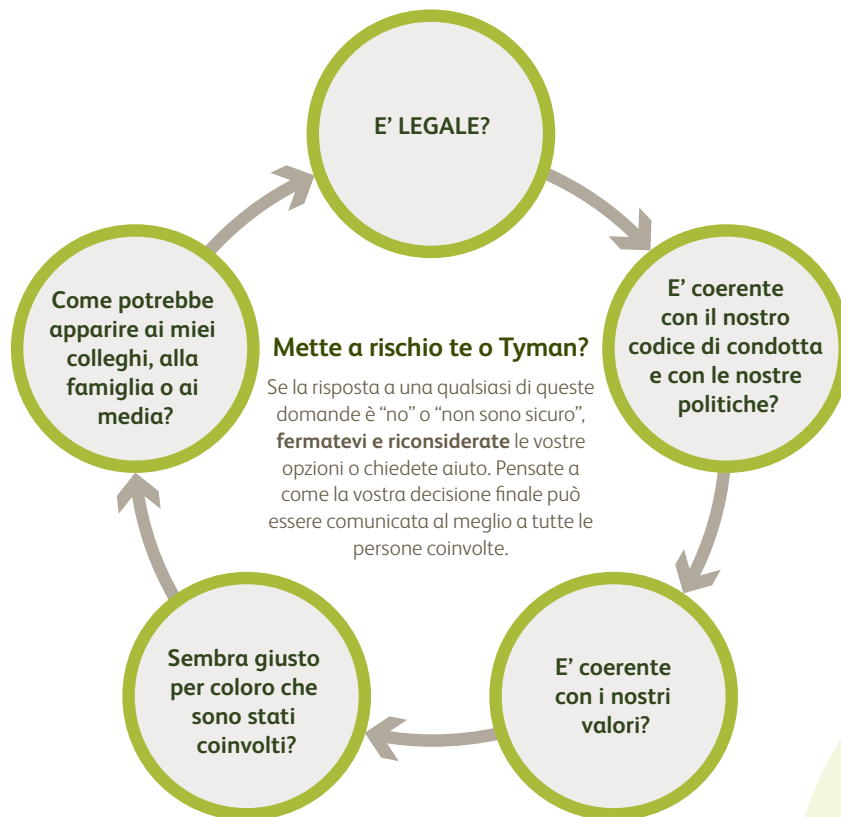 E’ LEGALE?
E’ coerente
con il nostro
codice di condotta
e con le nostre
politiche?
E’ coerente
con i nostri
valori?
Sembra giusto
per coloro che
sono stati
coinvolti?
Come potrebbe
apparire ai miei
colleghi, alla
famiglia o ai
media?
Mette a rischio te o Tyman?
Se la risposta a una qualsiasi di queste
domande è “no” o “non sono sicuro”,
fermatevi e riconsiderate le vostre
opzioni o chiedete aiuto. Pensate a
come la vostra decisione finale può
essere comunicata al meglio a tutte le
persone coinvolte.